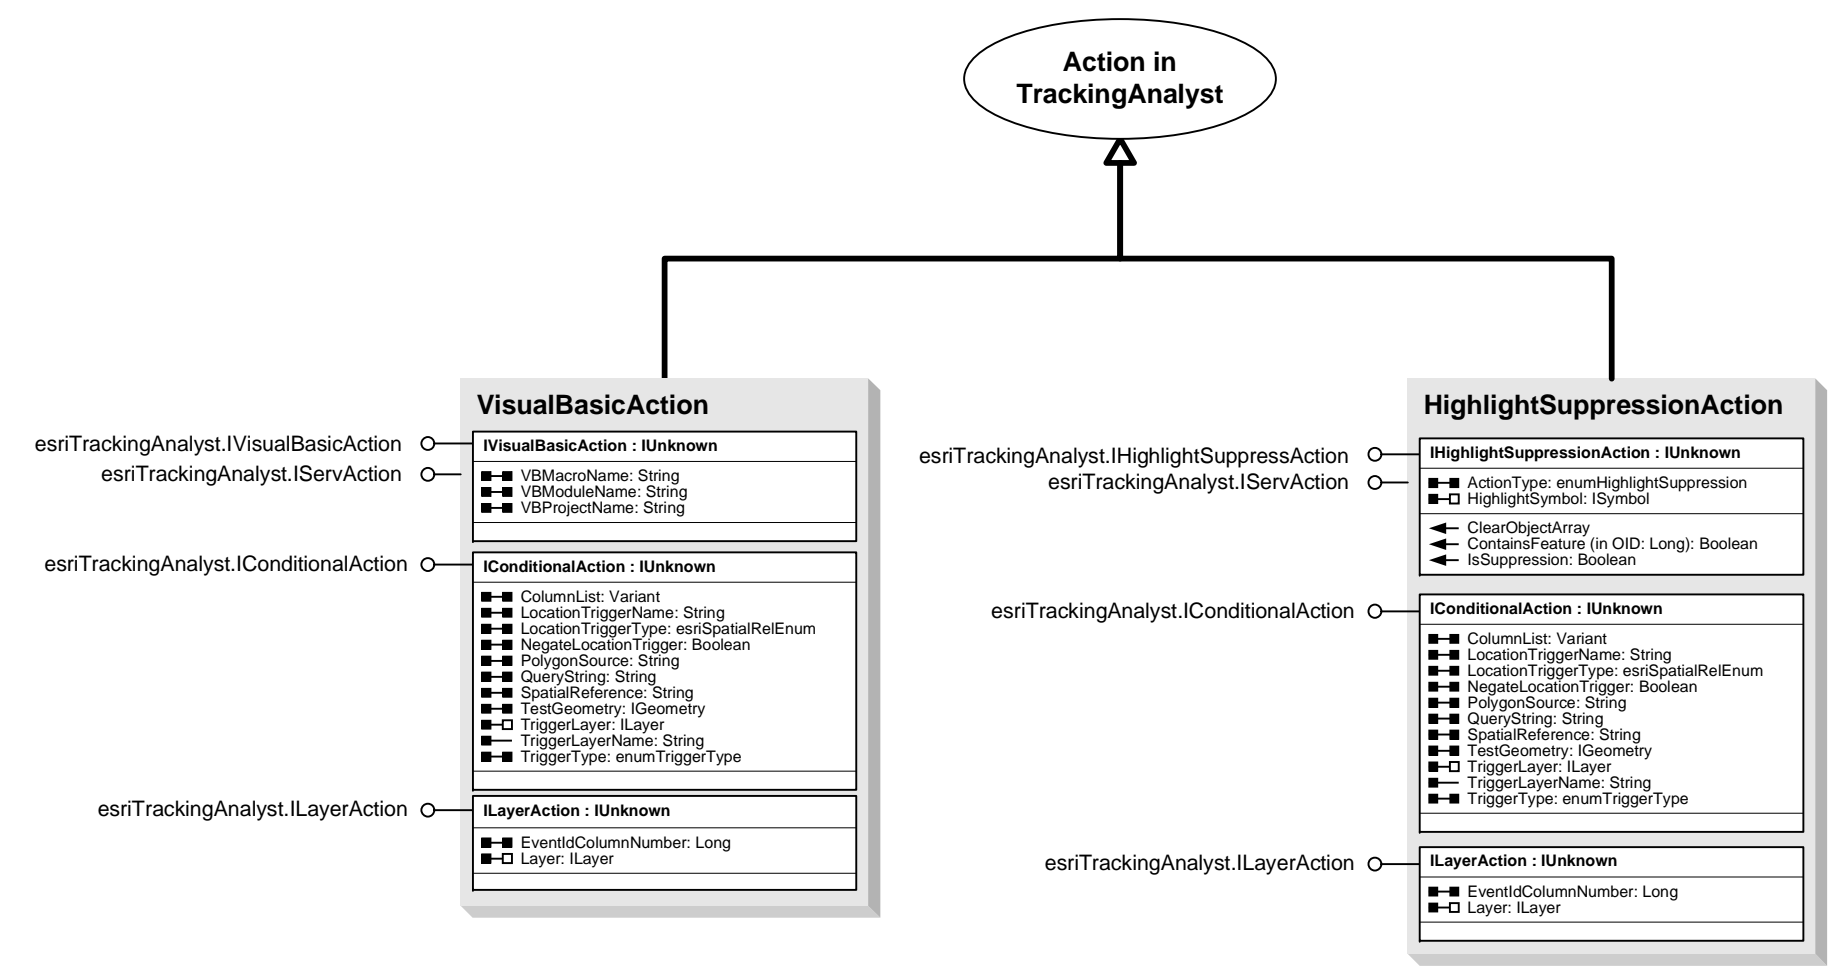 Action in
TrackingAnalyst
VisualBasicAction
esriTrackingAnalyst.IVisualBasicAction
esriTrackingAnalyst.IServAction
IVisualBasicAction : IUnknown
VBMacroName: String
VBModuleName: String
VBProjectName: String
esriTrackingAnalyst.IConditionalAction
IConditionalAction : IUnknown
ColumnList: Variant
LocationTriggerName: String
LocationTriggerType: esriSpatialRelEnum
NegateLocationTrigger: Boolean
PolygonSource: String
QueryString: String
SpatialReference: String
TestGeometry: IGeometry
TriggerLayer: ILayer
TriggerLayerName: String
TriggerType: enumTriggerType
esriTrackingAnalyst.ILayerAction
ILayerAction : IUnknown
EventIdColumnNumber: Long
Layer: ILayer
HighlightSuppressionAction
esriTrackingAnalyst.IHighlightSuppressAction
esriTrackingAnalyst.IServAction
IHighlightSuppressionAction : IUnknown
ActionType: enumHighlightSuppression
HighlightSymbol: ISymbol
ClearObjectArray
ContainsFeature (in OID: Long): Boolean
IsSuppression: Boolean
esriTrackingAnalyst.IConditionalAction
IConditionalAction : IUnknown
ColumnList: Variant
LocationTriggerName: String
LocationTriggerType: esriSpatialRelEnum
NegateLocationTrigger: Boolean
PolygonSource: String
QueryString: String
SpatialReference: String
TestGeometry: IGeometry
TriggerLayer: ILayer
TriggerLayerName: String
TriggerType: enumTriggerType
esriTrackingAnalyst.ILayerAction
ILayerAction : IUnknown
EventIdColumnNumber: Long
Layer: ILayer